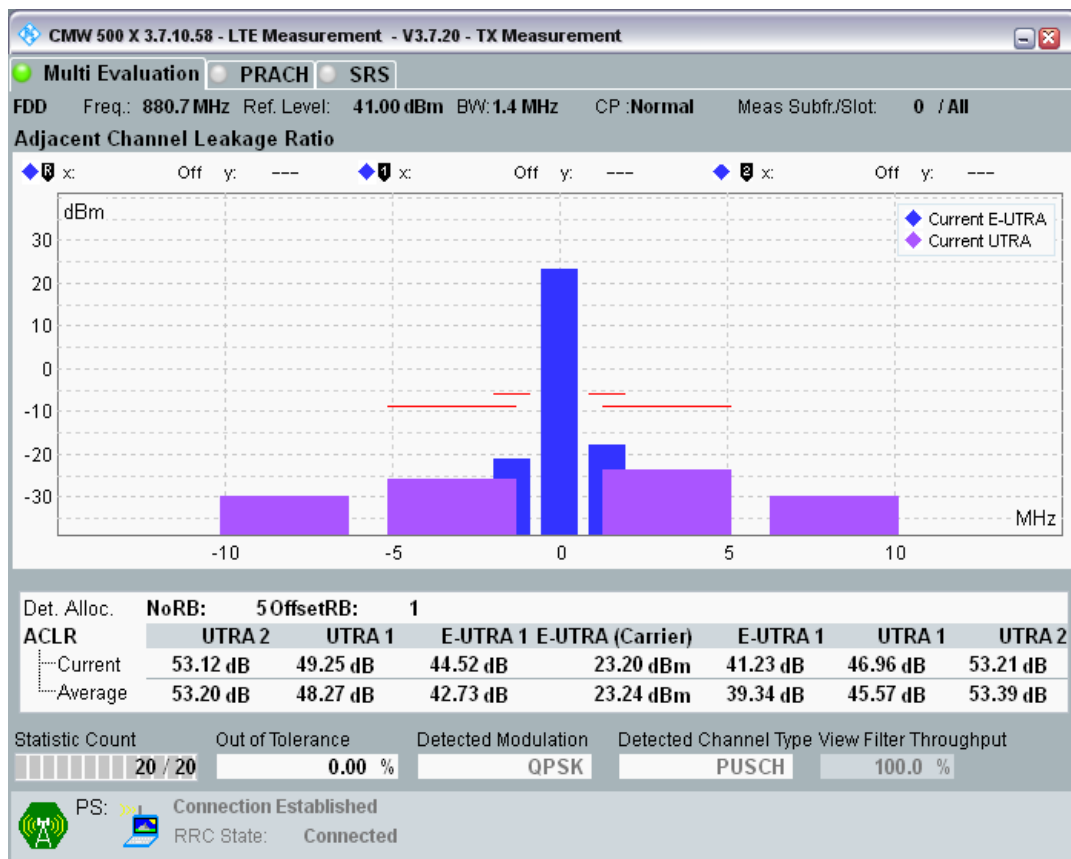 CMW 500 X 3.7.10.58 - LTE Measurement - V3.7.20 - TX Measurement
Multi Evaluation PRACH SRS
FDD Freq.: 880.7 MHz Ref. Level: 41.00 dBm BW: 1.4 MHz CP :Normal Meas Subfr./Slot: 0 / All
Adjacent Channel Leakage Ratio
R x: Off y: --- 1 x: Off y: --- 2 x: Off y: ---
dBm
Current E-UTRA
Current UTRA
30
20
10
0
-10
-20
-30
MHz
-10 -5 0 5 10
Det. Alloc. NoRB: 5 OffsetRB: 1
ACLR UTRA 2 UTRA 1 E-UTRA 1 E-UTRA (Carrier) E-UTRA 1 UTRA 1 UTRA 2
Current 53.12 dB 49.25 dB 44.52 dB 23.20 dBm 41.23 dB 46.96 dB 53.21 dB
Average 53.20 dB 48.27 dB 42.73 dB 23.24 dBm 39.34 dB 45.57 dB 53.39 dB
Statistic Count Out of Tolerance Detected Modulation Detected Channel Type View Filter Throughput
20 / 20 0.00 % QPSK PUSCH 100.0 %
PS: Connection Established
RRC State: Connected